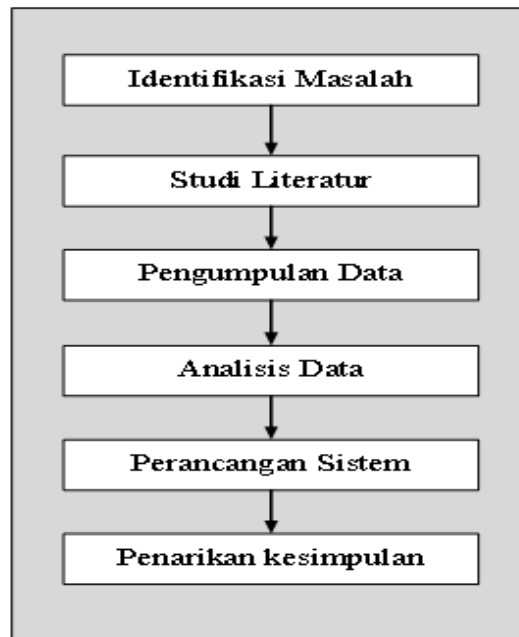 Identifikasi Masalah
Studi Literatur
Pengumpulan Data
Analisis Data
Perancangan Sistem
Penarikan kesimpulan